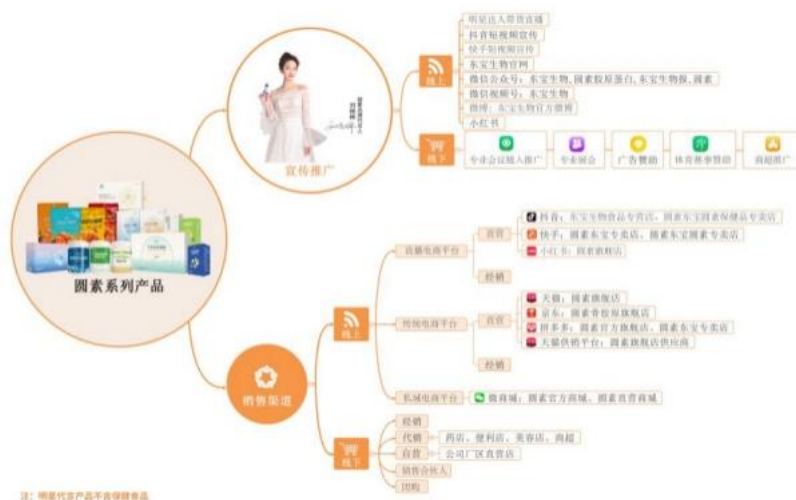 明星达人带货直播
抖音短视频宣传
快手短视频宣传
东宝生物官网
微信公众号：东宝生物,圆素胶原蛋白,东宝生物报,圆素
微信视频号：东宝生物
微博：东宝生物官方微博
小红书
线上
线下
专业会议植入推广
专业展会
广告赞助
体育赛事赞助
商超推广
宣传推广
圆素系列产品
销售渠道
线上
直播电商平台
直营
抖音：东宝生物食品专营店、圆素东宝圆素保健品专卖店
快手：圆素东宝专卖店、圆素东宝圆素专卖店
小红书：圆素旗舰店
经销
传统电商平台
直营
天猫：圆素旗舰店
京东：圆素骨胶原旗舰店
拼多多：圆素官方旗舰店、圆素东宝专卖店
天猫供销平台：圆素旗舰店供应商
经销
私域电商平台
微商城：圆素官方商城、圆素直营商城
线下
经销
代销
药店、便利店、美容店、商超
自营
公司厂区直营店
销售合伙人
团购
注：明星代言产品不含保健食品